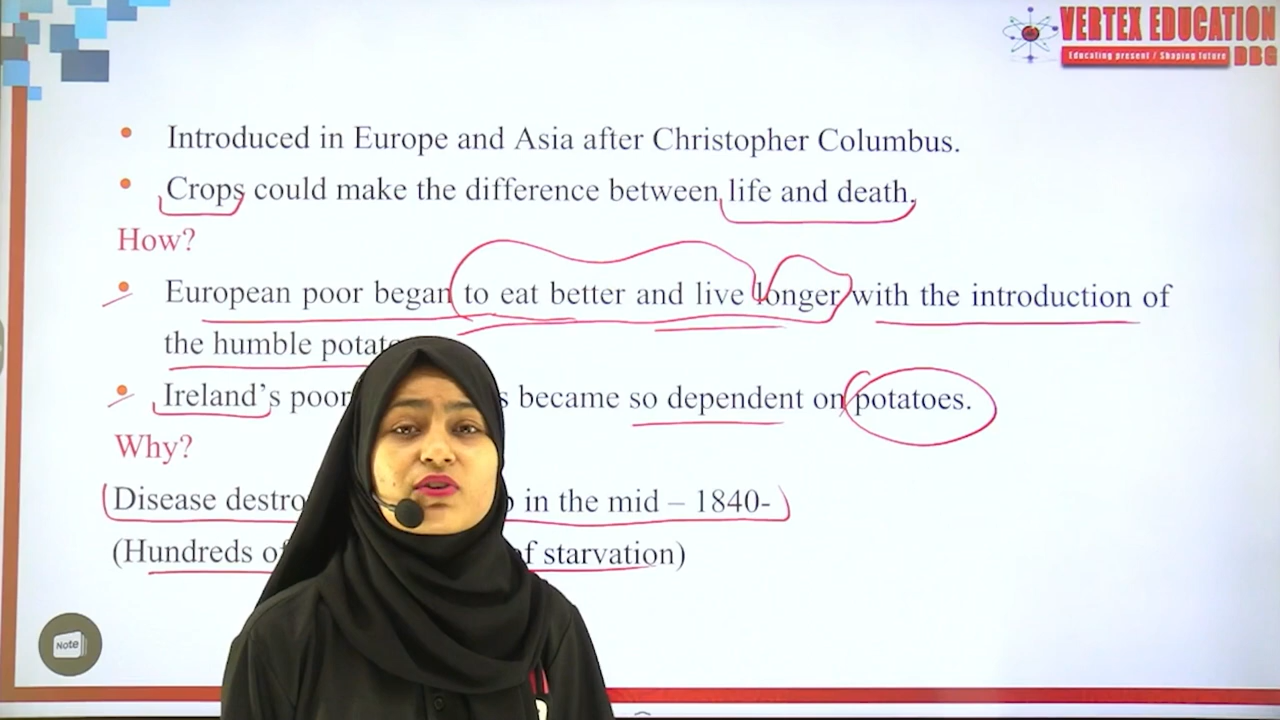 VERTEX EDUCATION
Educating present / Shaping future DBG
Introduced in Europe and Asia after Christopher Columbus.
Crops could make the difference between life and death.
How?
European poor began to eat better and live longer with the introduction of
the humble
Ireland's poor became so dependent on potatoes.
Why?
Disease in the mid – 1840-
(Hundreds of starvation)
Note